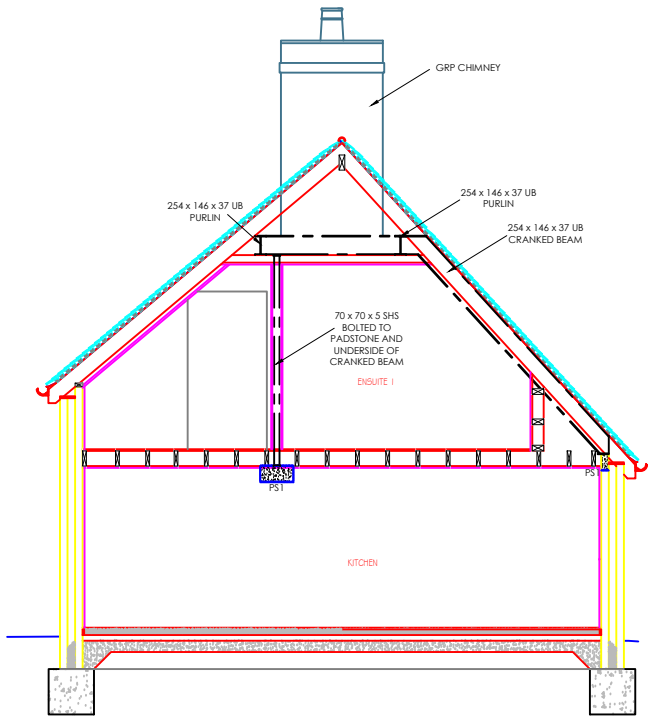 GRP CHIMNEY
254 x 146 x 37 UB
PURLIN
254 x 146 x 37 UB
PURLIN
254 x 146 x 37 UB
CRANKED BEAM
70 x 70 x 5 SHS
BOLTED TO
PADSTONE AND
UNDERSIDE OF
CRANKED BEAM
ENSUITE 1
PS1
PS1
KITCHEN